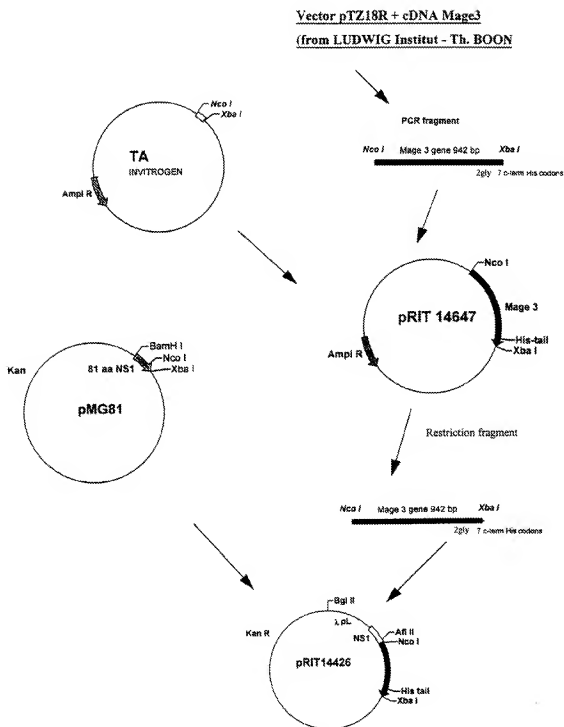 Vector pTZ18R + cDNA Mage3
(from LUDWIG Institut - Th. BOON
Nco I
Xba I
TA
INVITROGEN
Ampi R
PCR fragment
Nco I Mage 3 gene 942 bp Xba I
2gly 7 c-term His codons
Nco I
Mage 3
pRIT 14647
His-tail
Xba I
Ampi R
BamH I
Nco I
Xba I
Kan
81 aa NS1
pMG81
Restriction fragment
Nco I Mage 3 gene 942 bp Xba I
2gly 7 c-term His codons
Bgl II
λ pL
Kan R
NS1
Afl II
Nco I
pRIT14426
His tail
Xba I